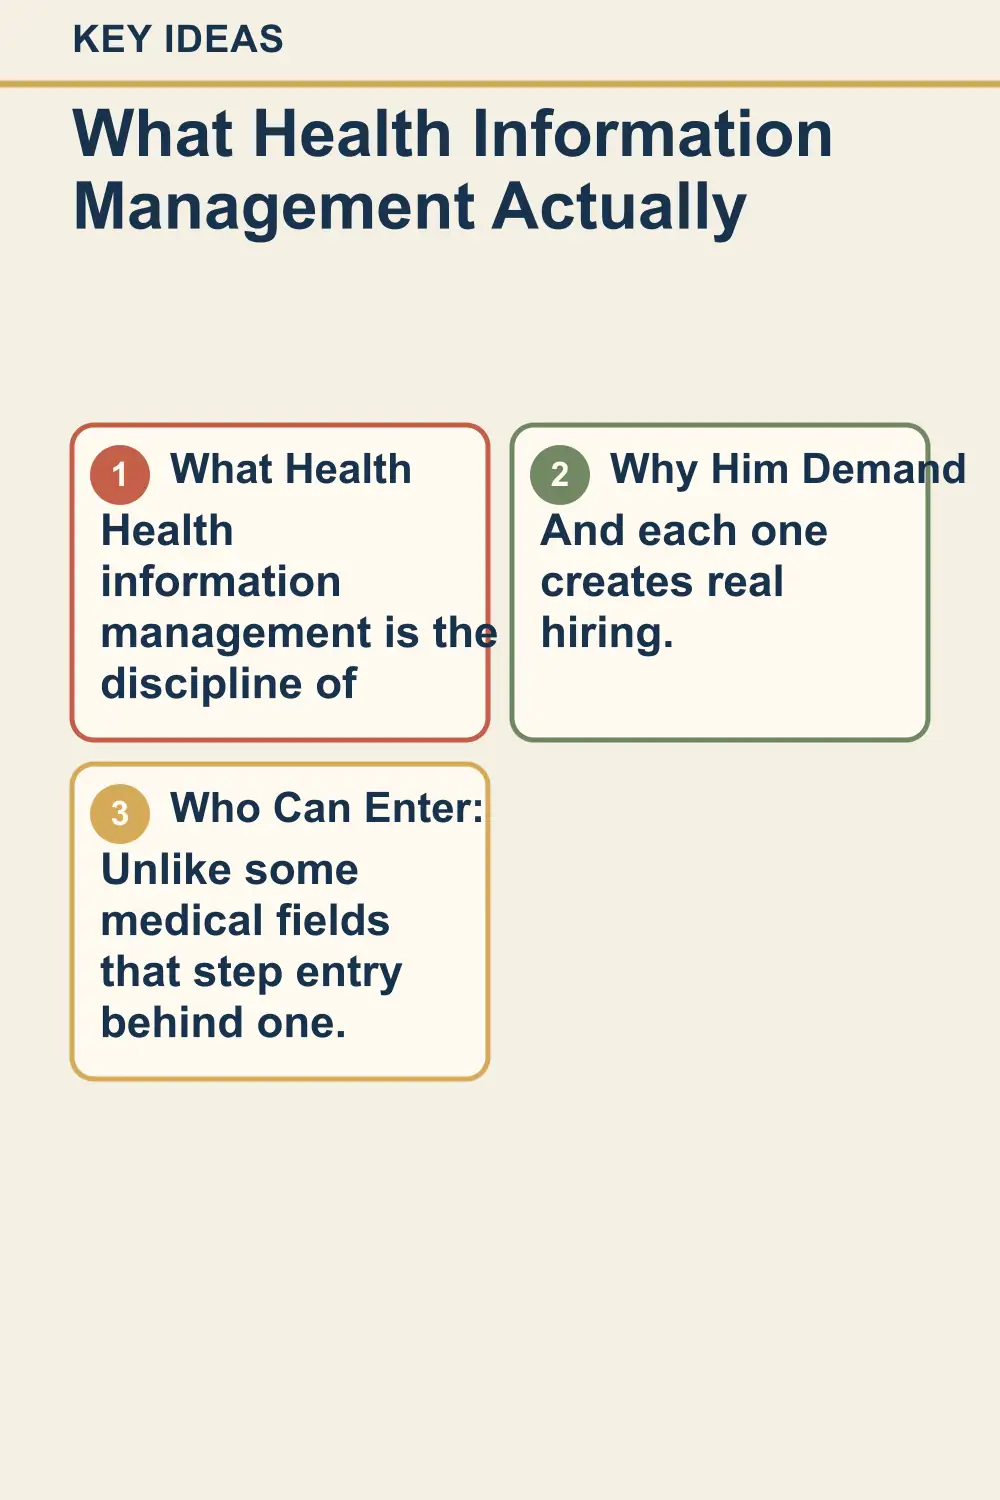 KEY IDEAS
What Health Information
Management Actually
1 What Health
Health
information
management is the
discipline of
2 Why Him Demand
And each one
creates real
hiring.
3 Who Can Enter:
Unlike some
medical fields
that step entry
behind one.